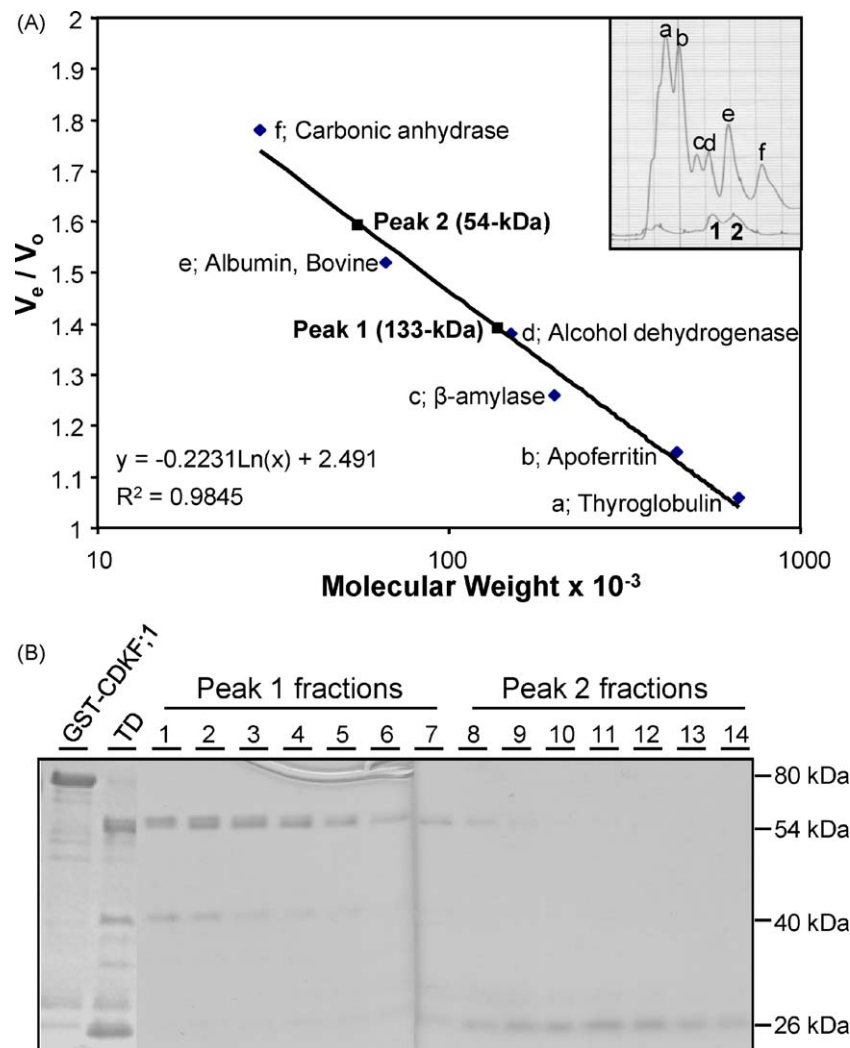 (A)
2
1.9
1.8
1.7
1.6
1.5
1.4
1.3
1.2
1.1
1
Ve / Vo
f; Carbonic anhydrase
Peak 2 (54-kDa)
e; Albumin, Bovine
Peak 1 (133-kDa)
d; Alcohol dehydrogenase
c; β-amylase
b; Apoferritin
a; Thyroglobulin
y = -0.2231Ln(x) + 2.491
R² = 0.9845
10 100 1000
Molecular Weight x 10⁻³
a b c d e f
1 2
(B)
GST-CDKF;1
TD
Peak 1 fractions Peak 2 fractions
1 2 3 4 5 6 7 8 9 10 11 12 13 14
80 kDa
54 kDa
40 kDa
26 kDa